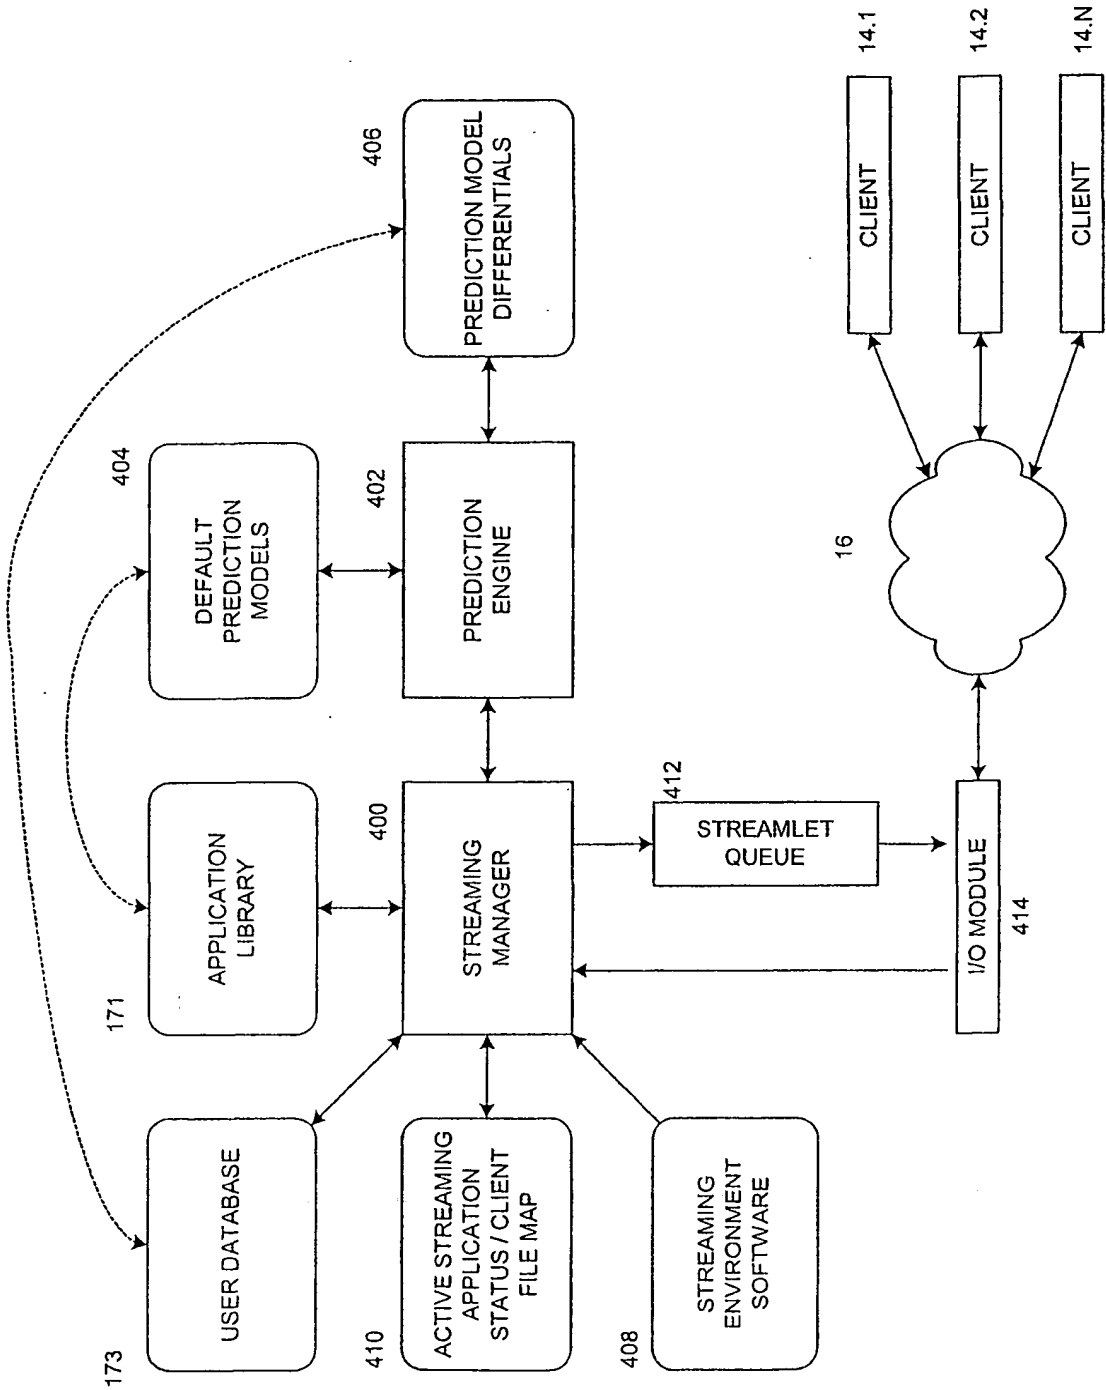 173
USER DATABASE
171
APPLICATION
LIBRARY
404
DEFAULT
PREDICTION
MODELS
410
ACTIVE STREAMING
APPLICATION
STATUS / CLIENT
FILE MAP
400
STREAMING
MANAGER
402
PREDICTION
ENGINE
406
PREDICTION MODEL
DIFFERENTIALS
408
STREAMING
ENVIRONMENT
SOFTWARE
412
STREAMLET
QUEUE
I/O MODULE
414
16
CLIENT
14.1
CLIENT
14.2
CLIENT
14.N